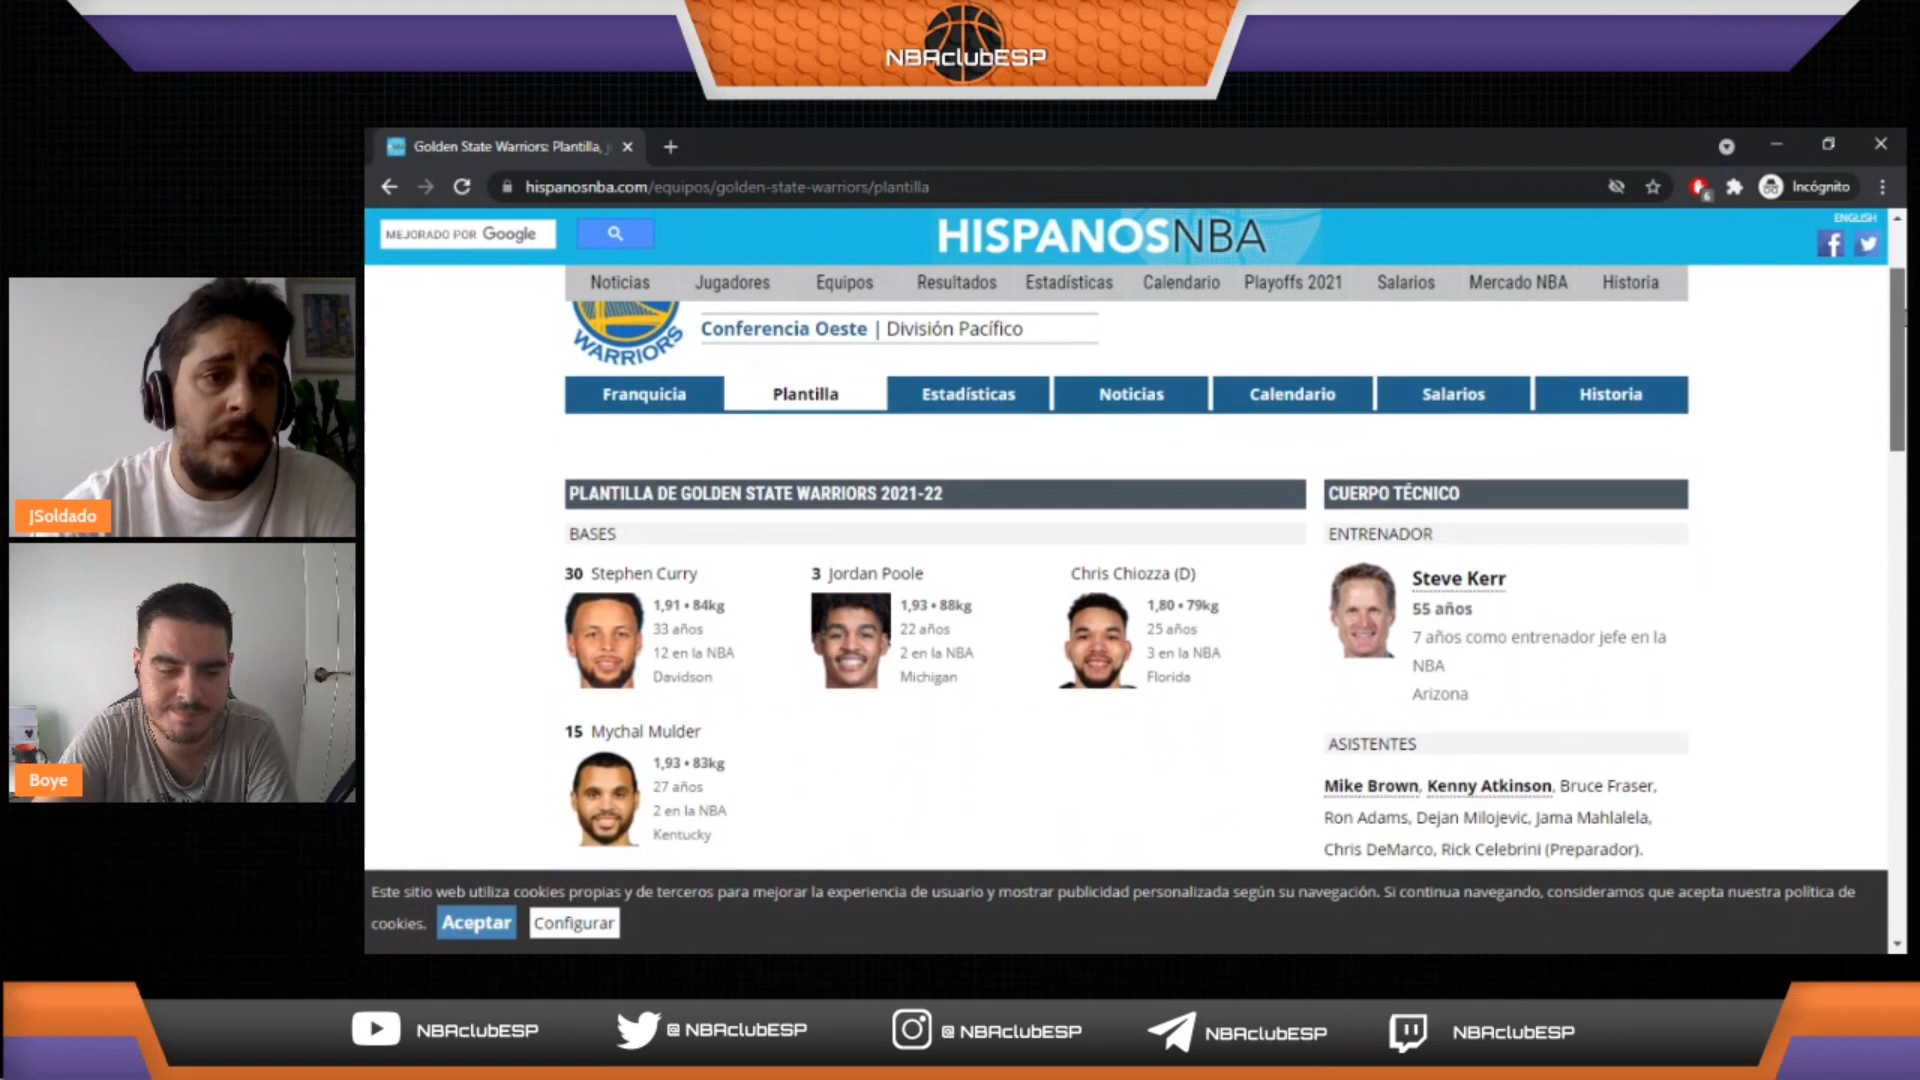 NBAclubESP
Golden State Warriors: Plantilla, j
hispanosnba.com/equipos/golden-state-warriors/plantilla
Incógnito
MEJORADO POR Google
HISPANOSNBA
ENGLISH
Noticias Jugadores Equipos Resultados Estadísticas Calendario Playoffs 2021 Salarios Mercado NBA Historia
WARRIORS
Conferencia Oeste | División Pacífico
Franquicia Plantilla Estadísticas Noticias Calendario Salarios Historia
PLANTILLA DE GOLDEN STATE WARRIORS 2021-22
BASES
30 Stephen Curry
1,91 • 84kg
33 años
12 en la NBA
Davidson
3 Jordan Poole
1,93 • 88kg
22 años
2 en la NBA
Michigan
Chris Chiozza (D)
1,80 • 79kg
25 años
3 en la NBA
Florida
15 Mychal Mulder
1,93 • 83kg
27 años
2 en la NBA
Kentucky
CUERPO TÉCNICO
ENTRENADOR
Steve Kerr
55 años
7 años como entrenador jefe en la
NBA
Arizona
ASISTENTES
Mike Brown, Kenny Atkinson, Bruce Fraser,
Ron Adams, Dejan Milojevic, Jama Mahlalela,
Chris DeMarco, Rick Celebrini (Preparador).
Este sitio web utiliza cookies propias y de terceros para mejorar la experiencia de usuario y mostrar publicidad personalizada según su navegación. Si continua navegando, consideramos que acepta nuestra política de
cookies. Aceptar Configurar
JSoldado
Boye
NBAclubESP @ NBAclubESP @ NBAclubESP NBAclubESP NBAclubESP